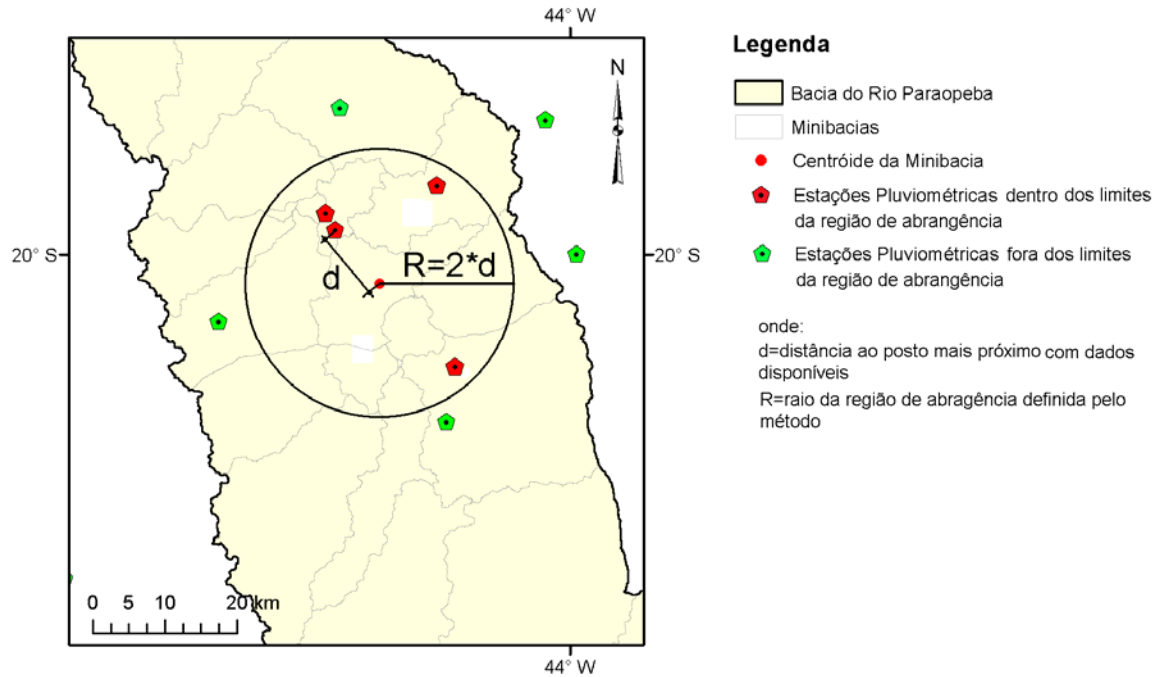 44° W
Legenda
N
Bacia do Rio Paraopeba
Minibacias
Centróide da Minibacia
Estações Pluviométricas dentro dos limites
da região de abrangência
20° S
20° S
Estações Pluviométricas fora dos limites
da região de abrangência
d
R=2*d
onde:
d=distância ao posto mais próximo com dados
disponíveis
R=raio da região de abragência definida pelo
método
0 5 10 20 km
44° W